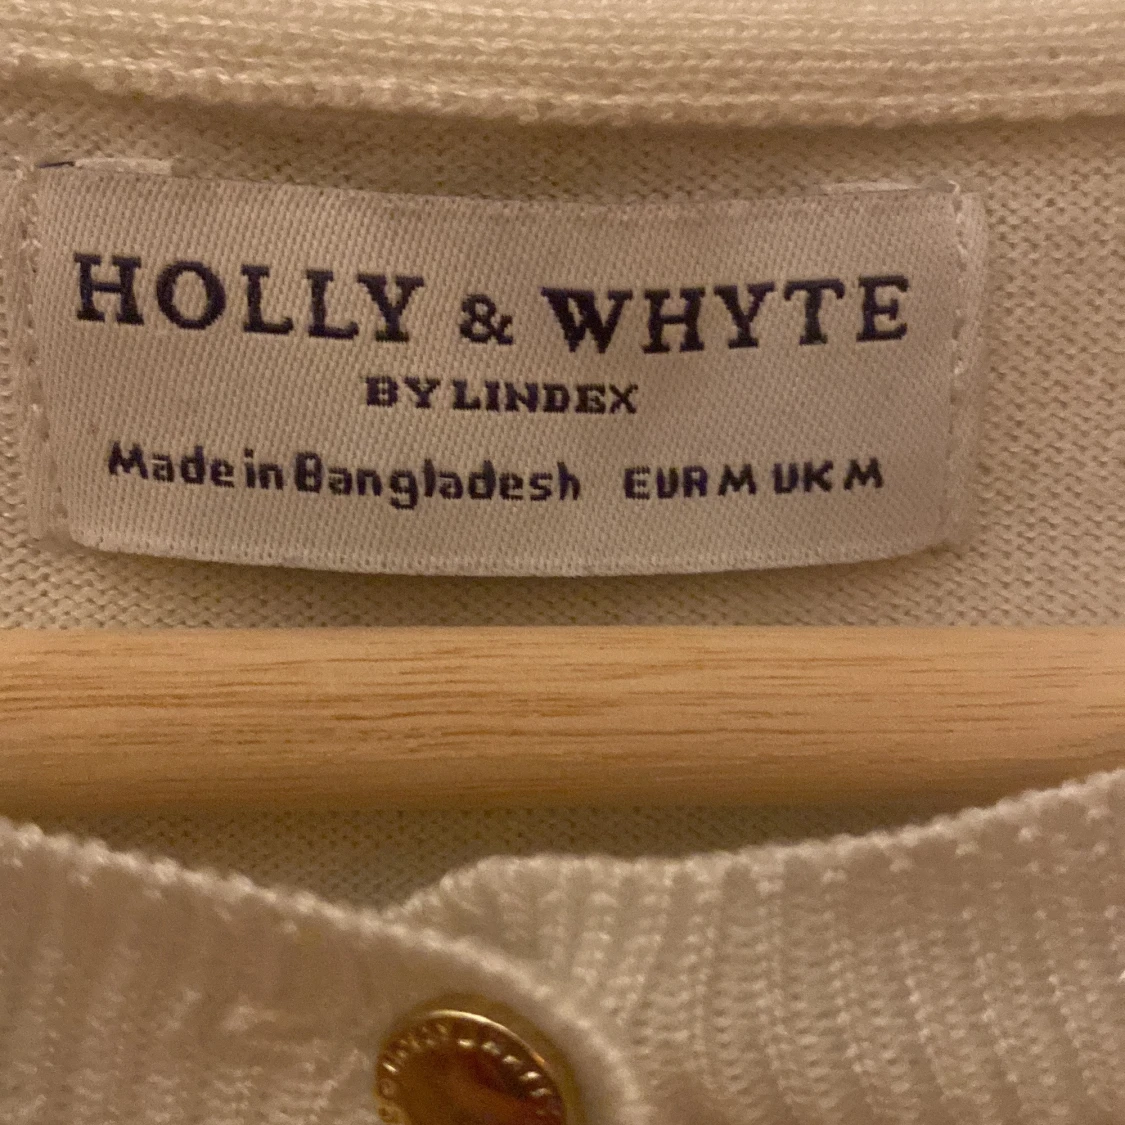 HOLLY & WHYTE
BY LINDEX
Made in Bangladesh EUR M UK M